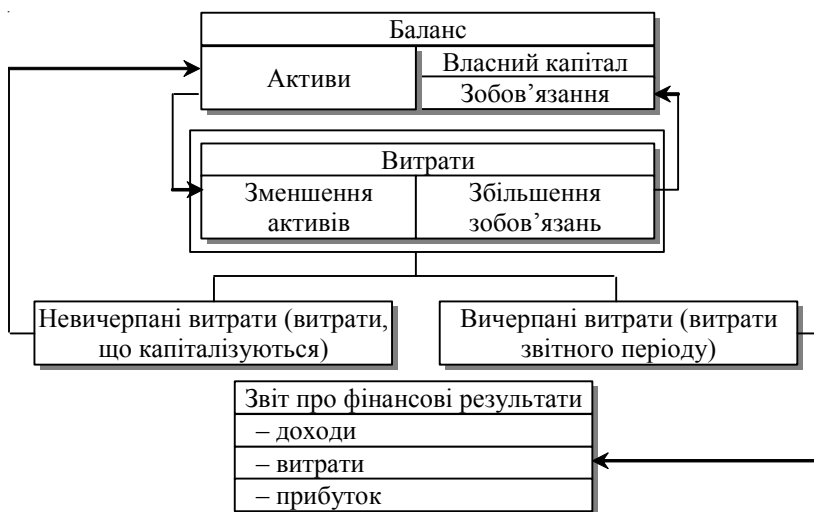 Баланс
Активи
Власний капітал
Зобов’язання
Витрати
Зменшення
активів
Збільшення
зобов’язань
Невичерпані витрати (витрати,
що капіталізуються)
Вичерпані витрати (витрати
звітного періоду)
Звіт про фінансові результати
– доходи
– витрати
– прибуток